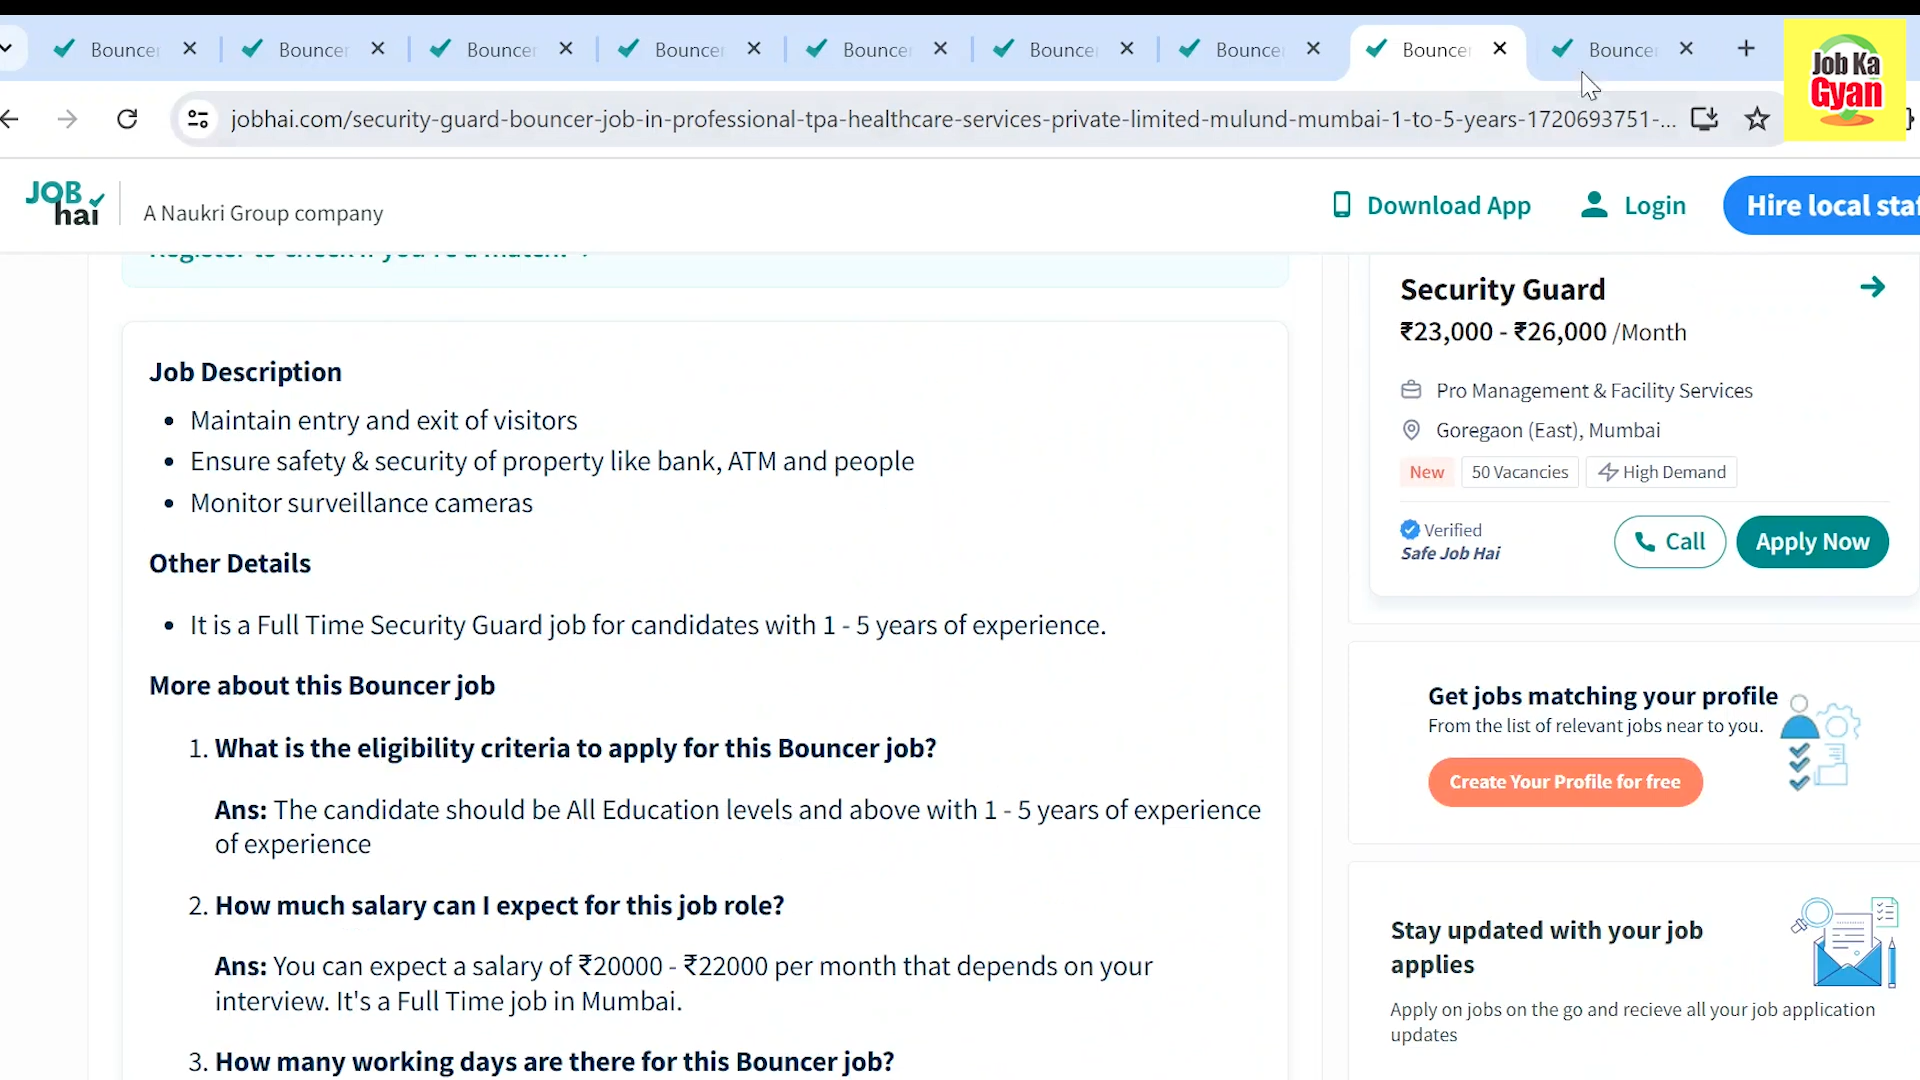 Bouncer
Bouncer
Bouncer
Bouncer
Bouncer
Bouncer
Bouncer
Bouncer
Bouncer
Job Ka
Gyan
jobhai.com/security-guard-bouncer-job-in-professional-tpa-healthcare-services-private-limited-mulund-mumbai-1-to-5-years-1720693751-...
JOB
hai
A Naukri Group company
Download App
Login
Hire local staf
Job Description
• Maintain entry and exit of visitors
• Ensure safety & security of property like bank, ATM and people
• Monitor surveillance cameras
Other Details
• It is a Full Time Security Guard job for candidates with 1 - 5 years of experience.
More about this Bouncer job
1. What is the eligibility criteria to apply for this Bouncer job?
Ans: The candidate should be All Education levels and above with 1 - 5 years of experience
of experience
2. How much salary can I expect for this job role?
Ans: You can expect a salary of ₹20000 - ₹22000 per month that depends on your
interview. It's a Full Time job in Mumbai.
3. How many working days are there for this Bouncer job?
Security Guard
₹23,000 - ₹26,000 /Month
Pro Management & Facility Services
Goregaon (East), Mumbai
New
50 Vacancies
High Demand
Verified
Safe Job Hai
Call
Apply Now
Get jobs matching your profile
From the list of relevant jobs near to you.
Create Your Profile for free
Stay updated with your job
applies
Apply on jobs on the go and recieve all your job application
updates